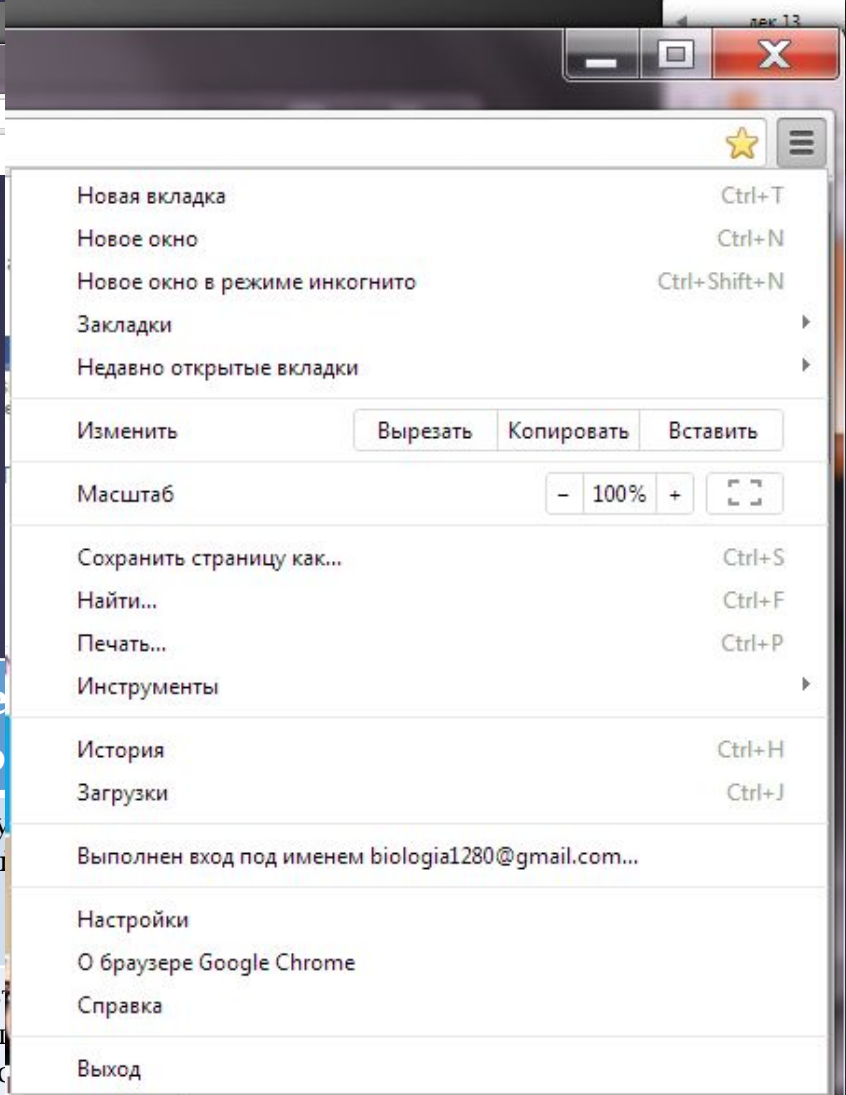 дек 13
Новая вкладка Ctrl+T
Новое окно Ctrl+N
Новое окно в режиме инкогнито Ctrl+Shift+N
Закладки
Недавно открытые вкладки
Изменить Вырезать Копировать Вставить
Масштаб − 100% +
Сохранить страницу как... Ctrl+S
Найти... Ctrl+F
Печать... Ctrl+P
Инструменты
История Ctrl+H
Загрузки Ctrl+J
Выполнен вход под именем biologia1280@gmail.com...
Настройки
О браузере Google Chrome
Справка
Выход